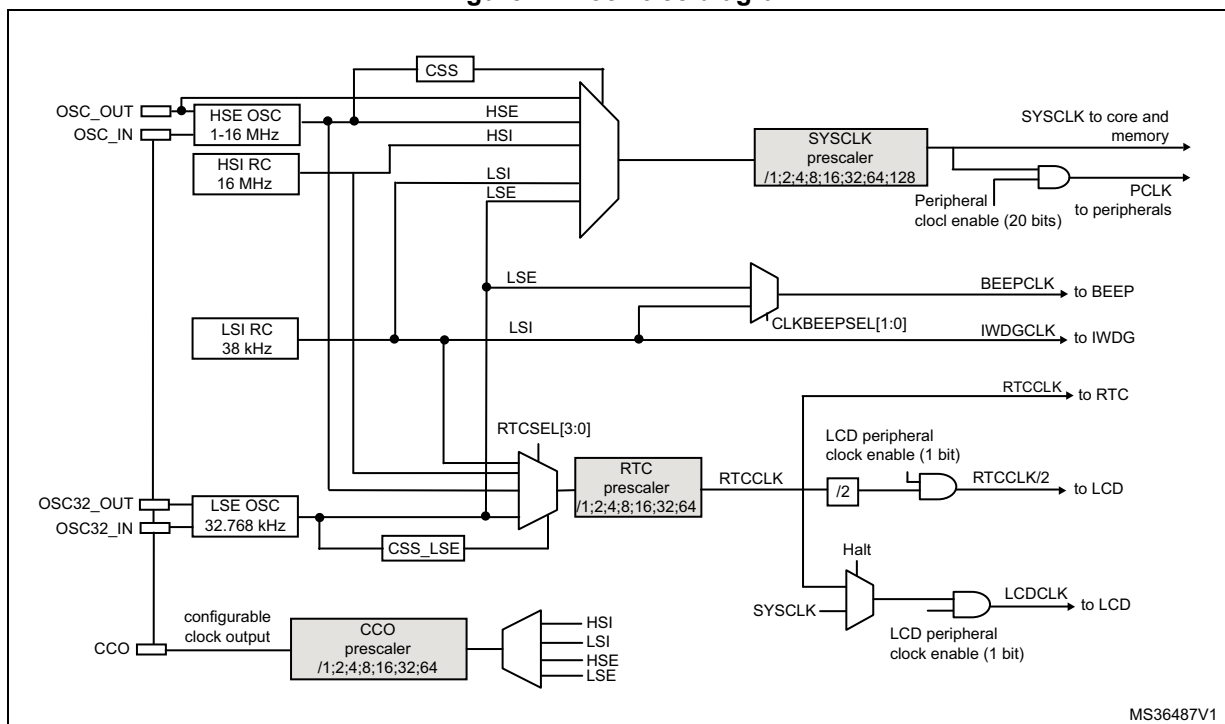 CSS
OSC_OUT
OSC_IN
HSE OSC
1-16 MHz
HSE
HSI
HSI RC
16 MHz
LSI
LSE
SYSCLK
prescaler
/1;2;4;8;16;32;64;128
SYSCLK to core and
memory
PCLK
to peripherals
Peripheral
clocl enable (20 bits)
LSE
BEEPCLK
to BEEP
CLKBEEPSEL[1:0]
LSI RC
38 kHz
LSI
IWDGCLK
to IWDG
RTCCLK
to RTC
RTCSEL[3:0]
LCD peripheral
clock enable (1 bit)
RTC
prescaler
/1;2;4;8;16;32;64
RTCCLK
/2
RTCCLK/2
to LCD
OSC32_OUT
OSC32_IN
LSE OSC
32.768 kHz
CSS_LSE
Halt
SYSCLK
LCDCLK
to LCD
LCD peripheral
clock enable (1 bit)
configurable
clock output
CCO
CCO
prescaler
/1;2;4;8;16;32;64
HSI
LSI
HSE
LSE
MS36487V1